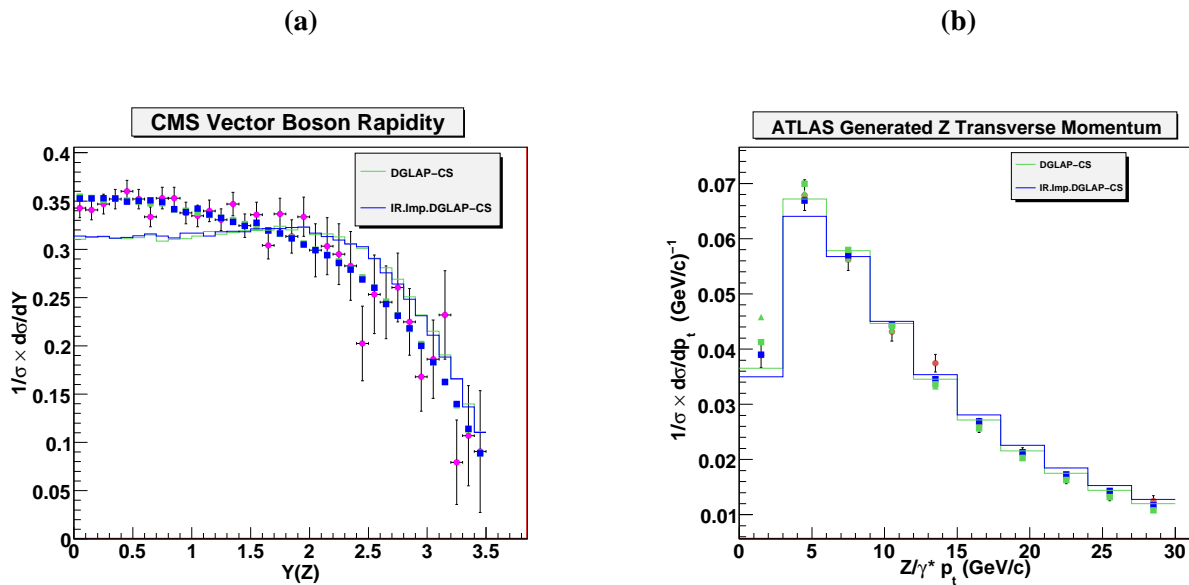 (a)
(b)
CMS Vector Boson Rapidity
0.4
0.35
0.3
0.25
0.2
0.15
0.1
0.05
0
1/σ × dσ/dY
DGLAP−CS
IR.Imp.DGLAP−CS
0 0.5 1 1.5 2 2.5 3 3.5
Y(Z)
ATLAS Generated Z Transverse Momentum
0.07
0.06
0.05
0.04
0.03
0.02
0.01
1/σ × dσ/dpt (GeV/c)−1
DGLAP−CS
IR.Imp.DGLAP−CS
0 5 10 15 20 25 30
Z/γ* pt (GeV/c)